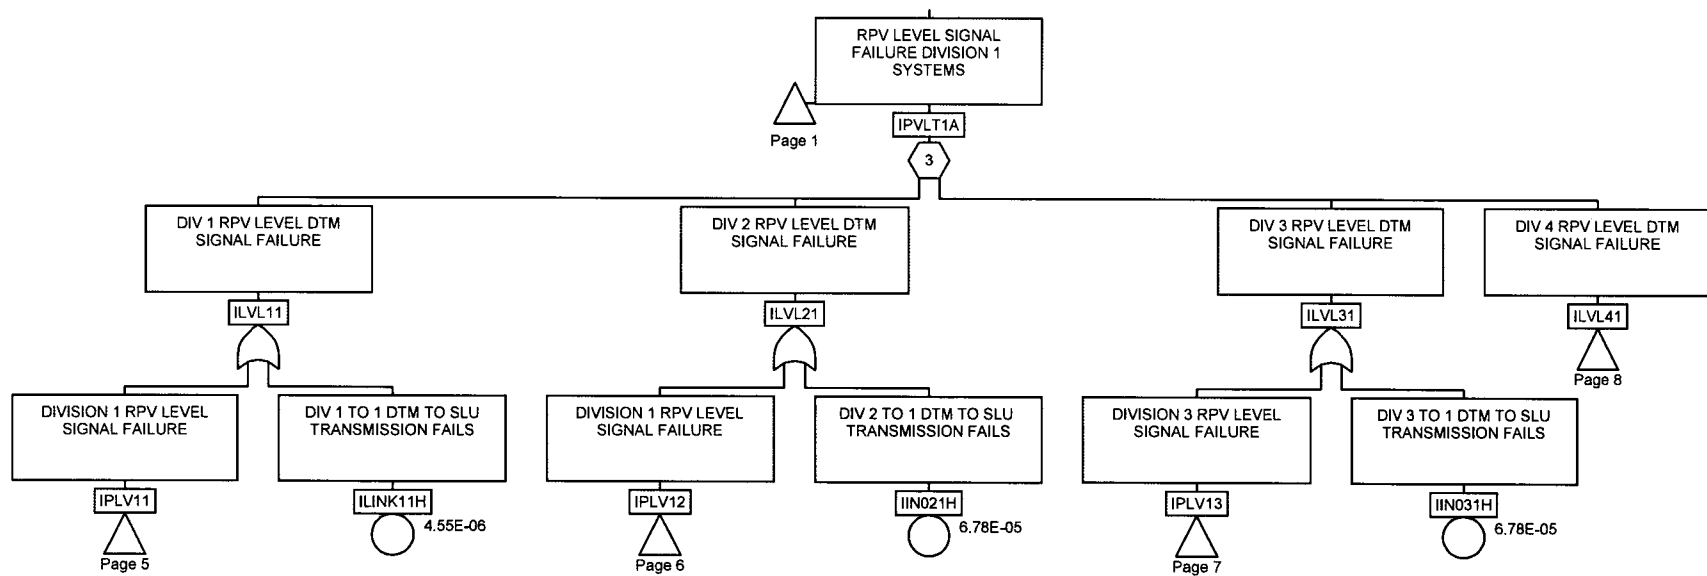 RPV LEVEL SIGNAL
FAILURE DIVISION 1
SYSTEMS
Page 1
IPVLT1A
3
DIV 1 RPV LEVEL DTM
SIGNAL FAILURE
DIV 2 RPV LEVEL DTM
SIGNAL FAILURE
DIV 3 RPV LEVEL DTM
SIGNAL FAILURE
DIV 4 RPV LEVEL DTM
SIGNAL FAILURE
ILVL11
ILVL21
ILVL31
ILVL41
Page 8
DIVISION 1 RPV LEVEL
SIGNAL FAILURE
DIV 1 TO 1 DTM TO SLU
TRANSMISSION FAILS
DIVISION 1 RPV LEVEL
SIGNAL FAILURE
DIV 2 TO 1 DTM TO SLU
TRANSMISSION FAILS
DIVISION 3 RPV LEVEL
SIGNAL FAILURE
DIV 3 TO 1 DTM TO SLU
TRANSMISSION FAILS
IPLV11
Page 5
ILINK11H
4.55E-06
IPLV12
Page 6
IIN021H
6.78E-05
IPLV13
Page 7
IIN031H
6.78E-05